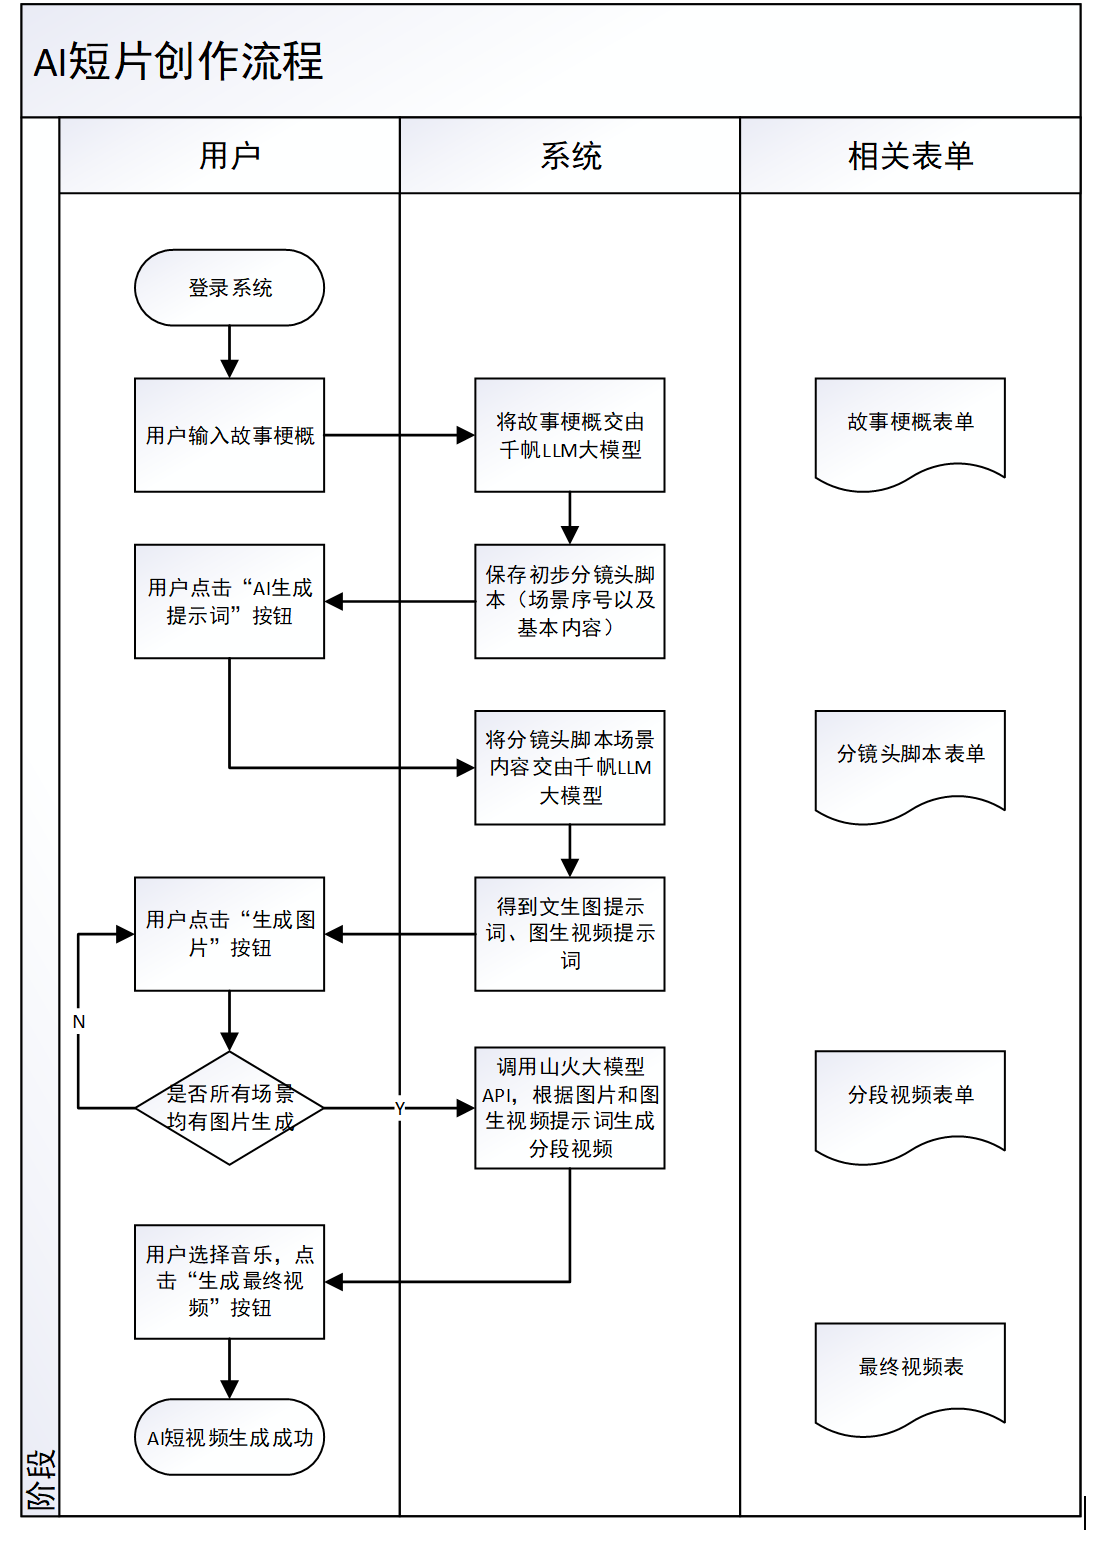 AI短片创作流程
用户
系统
相关表单
登录系统
用户输入故事梗概
将故事梗概交由
千帆LLM大模型
故事梗概表单
用户点击“AI生成
提示词”按钮
保存初步分镜头脚
本（场景序号以及
基本内容）
将分镜头脚本场景
内容交由千帆LLM
大模型
分镜头脚本表单
用户点击“生成图
片”按钮
得到文生图提示
词、图生视频提示
词
N
是否所有场景
均有图片生成
Y
调用山火大模型
API，根据图片和图
生视频提示词生成
分段视频
分段视频表单
用户选择音乐，点
击“生成最终视
频”按钮
最终视频表
AI短视频生成成功
阶段